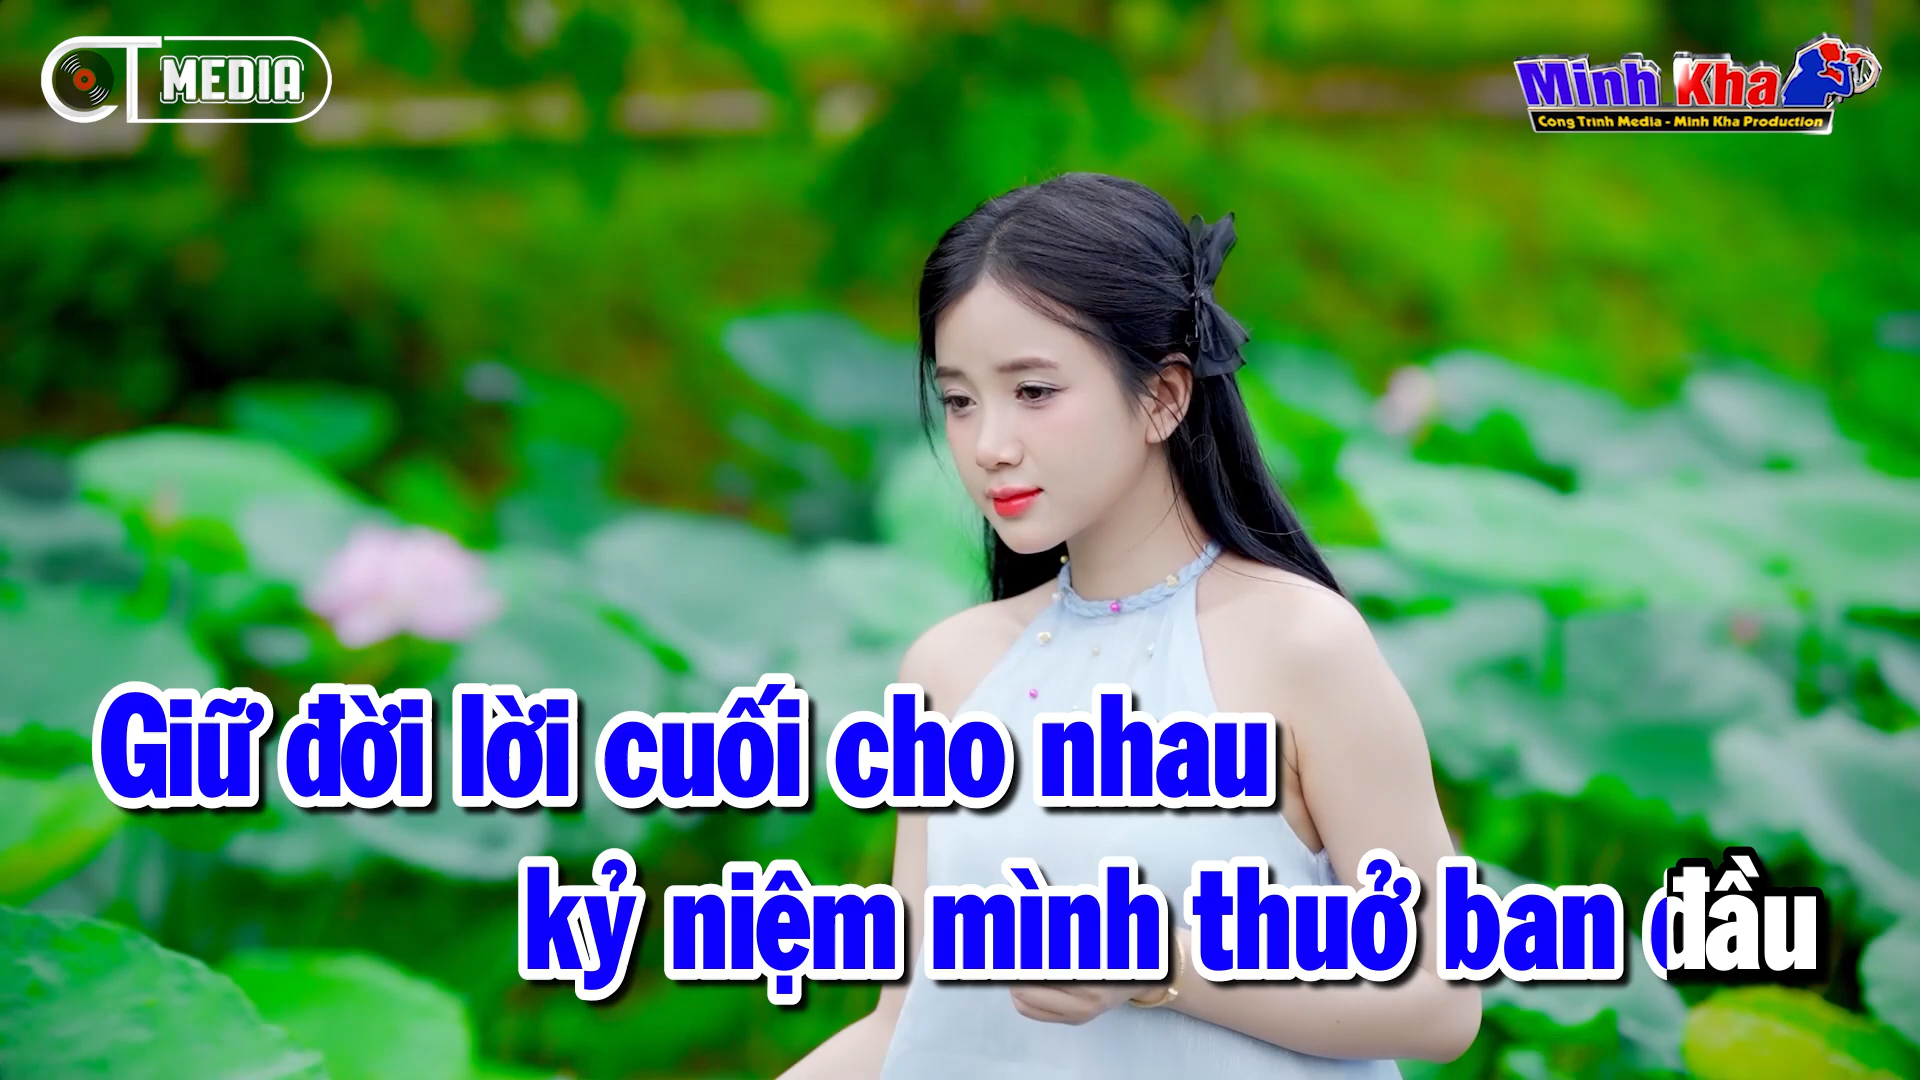 CT MEDIA
Minh Kha
Cong Trinh Media - Minh Kha Production
Giữ đời lời cuối cho nhau
kỷ niệm mình thuở ban đầu